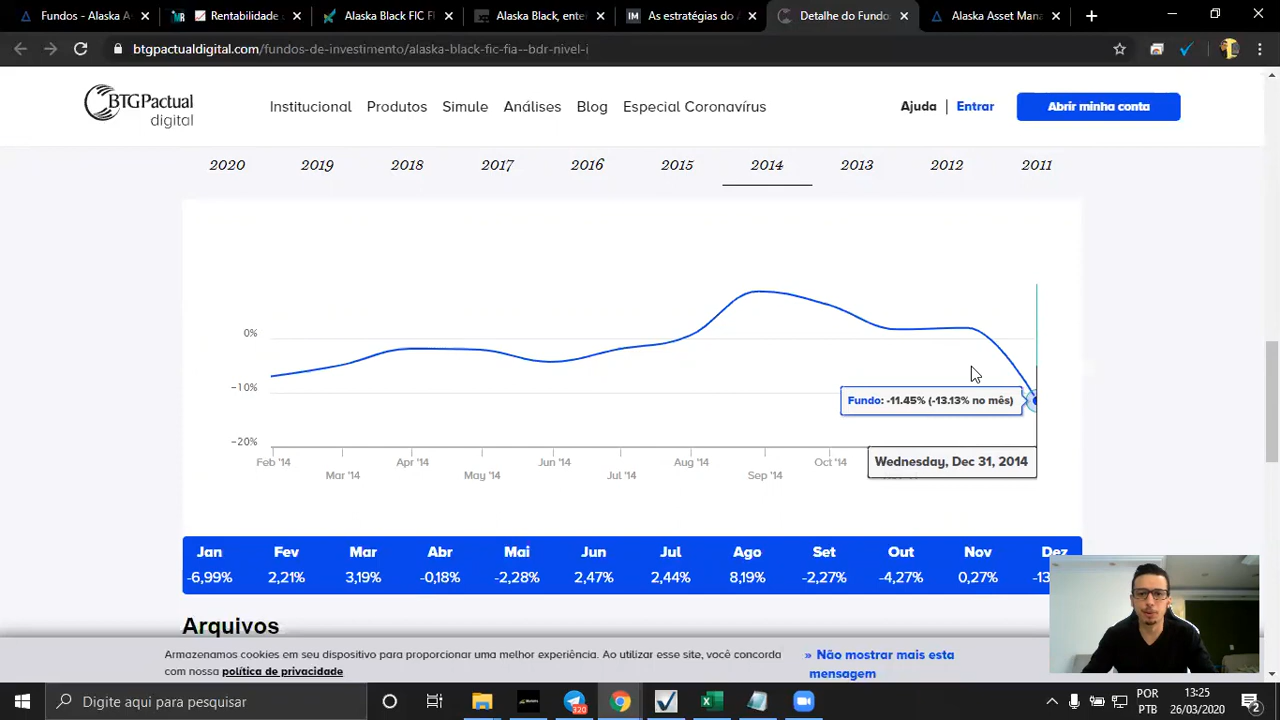 Fundos - Alaska A
Rentabilidade
Alaska Black FIC F
Alaska Black, ente
As estratégias do
Detalhe do Fundo
Alaska Asset Man
btgpactualdigital.com/fundos-de-investimento/alaska-black-fic-fia--bdr-nivel-i
BTGPactual
digital
Institucional Produtos Simule Análises Blog Especial Coronavírus
Ajuda | Entrar
Abrir minha conta
2020 2019 2018 2017 2016 2015 2014 2013 2012 2011
0%
-10%
Fundo: -11.45% (-13.13% no mês)
-20%
Feb '14 Apr '14 Jun '14 Aug '14 Oct '14
Wednesday, Dec 31, 2014
Mar '14 May '14 Jul '14 Sep '14
Jan Fev Mar Abr Mai Jun Jul Ago Set Out Nov Dez
-6,99% 2,21% 3,19% -0,18% -2,28% 2,47% 2,44% 8,19% -2,27% -4,27% 0,27% -13
Arquivos
Armazenamos cookies em seu dispositivo para proporcionar uma melhor experiência. Ao utilizar esse site, você concorda
com nossa política de privacidade
» Não mostrar mais esta
mensagem
Digite aqui para pesquisar
320
POR
PTB
13:25
26/03/2020
2